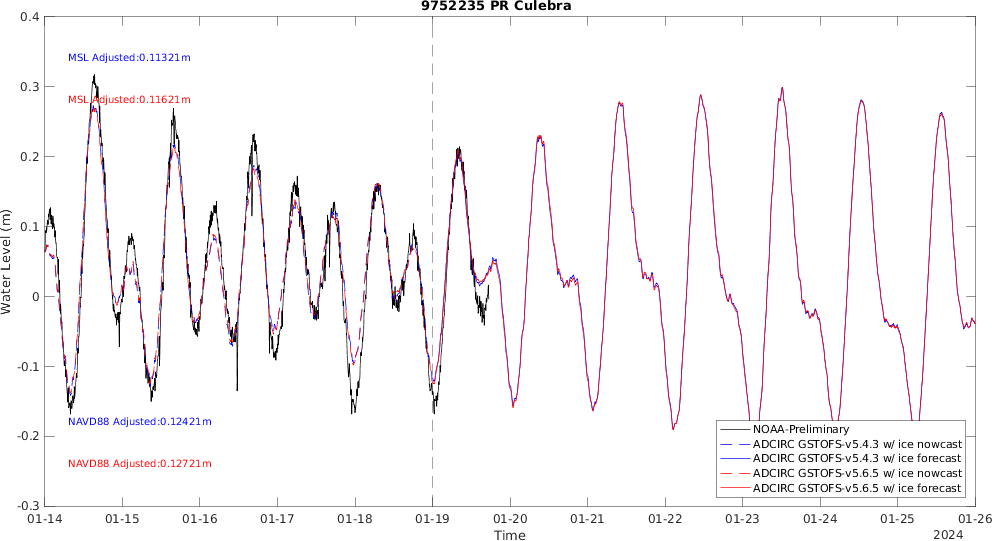 9752235 PR Culebra
0.4
0.3
0.2
0.1
0
-0.1
-0.2
-0.3
Water Level (m)
MSL Adjusted:0.11321m
MSL Adjusted:0.11621m
NAVD88 Adjusted:0.12421m
NAVD88 Adjusted:0.12721m
NOAA-Preliminary
ADCIRC GSTOFS-v5.4.3 w/ ice nowcast
ADCIRC GSTOFS-v5.4.3 w/ ice forecast
ADCIRC GSTOFS-v5.6.5 w/ ice nowcast
ADCIRC GSTOFS-v5.6.5 w/ ice forecast
01-14 01-15 01-16 01-17 01-18 01-19 01-20 01-21 01-22 01-23 01-24 01-25 01-26
Time
2024